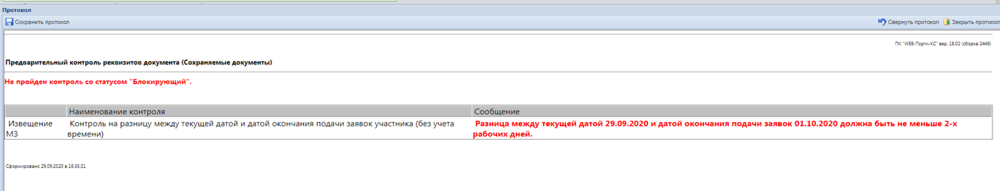 Протокол
Сохранить протокол
Свернуть протокол Закрыть протокол
ПК "WEB-Торги-КС" вер. 18.02 (сборка 2446)
Предварительный контроль реквизитов документа (Сохраняемые документы)
Не пройден контроль со статусом "Блокирующий".
Наименование контроля Сообщение
Извещение МЗ
Контроль на разницу между текущей датой и датой окончания подачи заявок участника (без учета
времени)
Разница между текущей датой 29.09.2020 и датой окончания подачи заявок 01.10.2020 должна быть не меньше 2-х
рабочих дней.
Сформировано 29.09.2020 в 18:35:31